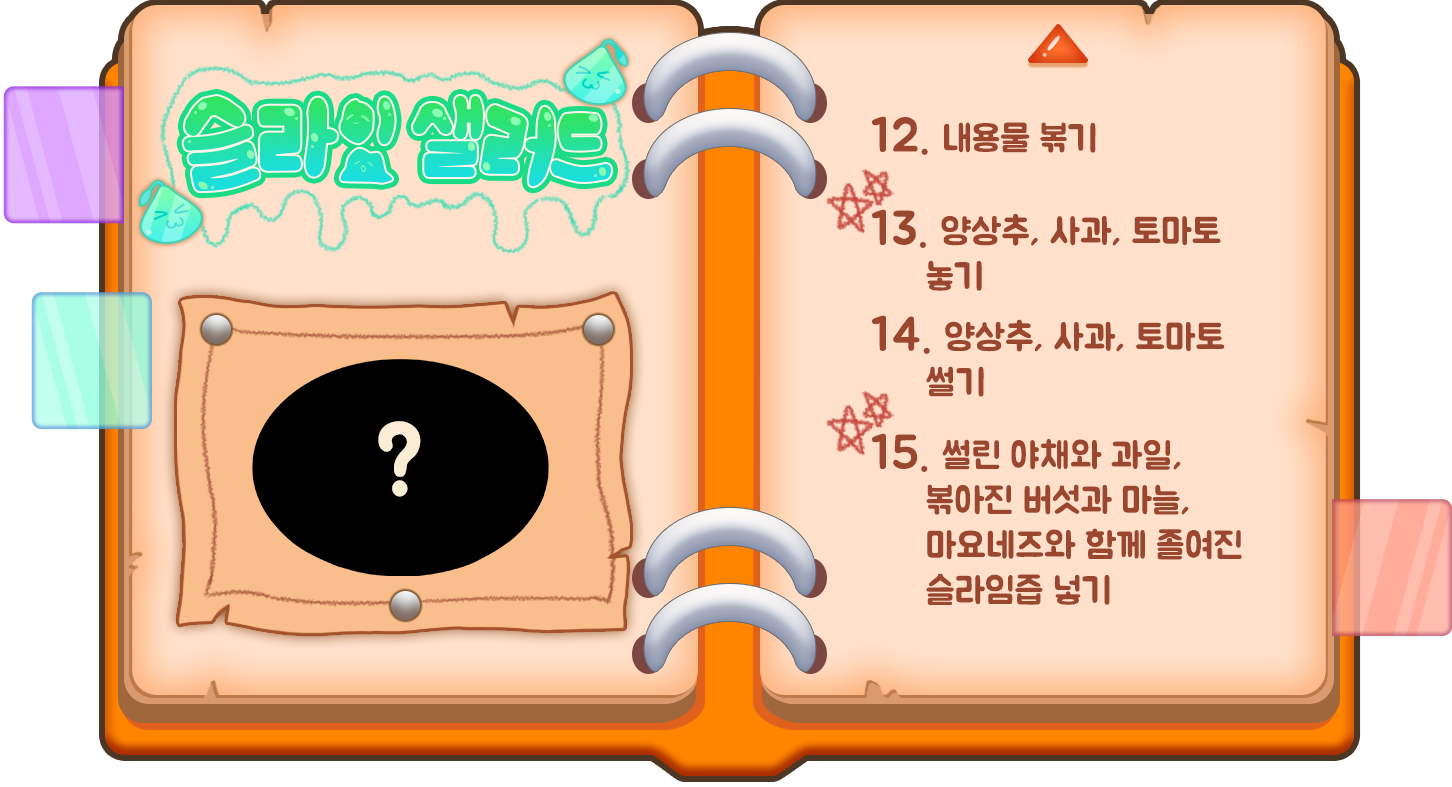 슬라임 샐러드
?
12. 내용물 볶기
13. 양상추, 사과, 토마토
놓기
14. 양상추, 사과, 토마토
썰기
15. 썰린 야채와 과일,
볶아진 버섯과 마늘,
마요네즈와 함께 졸여진
슬라임즙 넣기